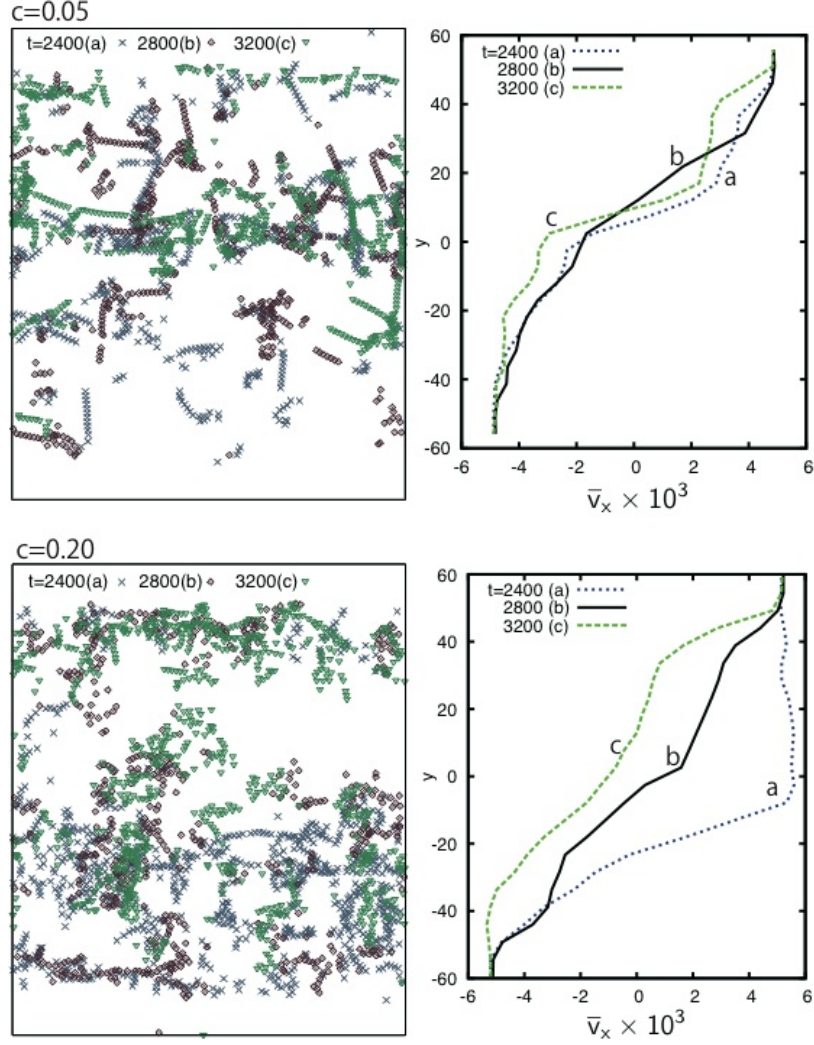 c=0.05
t=2400(a) 2800(b) 3200(c)
t=2400 (a)
2800 (b)
3200 (c)
60
40
20
0
-20
-40
-60
y
a
b
c
-6 -4 -2 0 2 4 6
v̅ₓ × 10³
c=0.20
t=2400(a) 2800(b) 3200(c)
t=2400 (a)
2800 (b)
3200 (c)
60
40
20
0
-20
-40
-60
y
a
b
c
-6 -4 -2 0 2 4 6
v̅ₓ × 10³